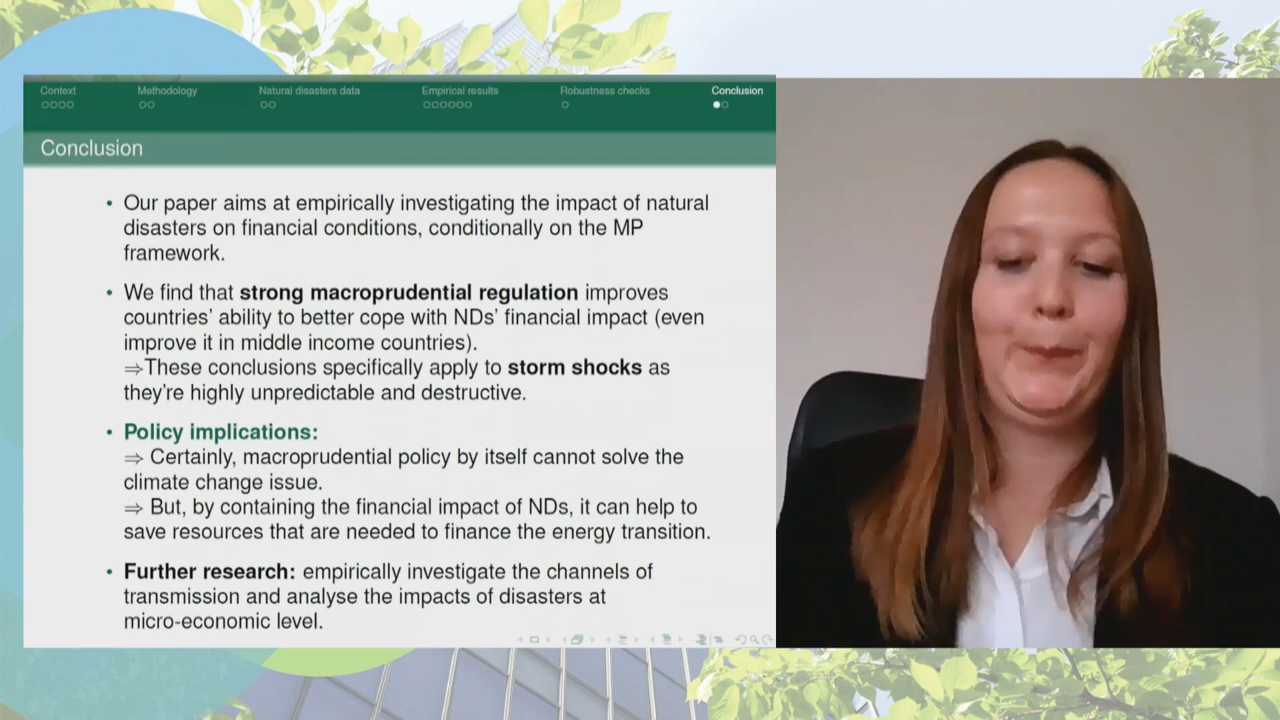 Context Methodology Natural disasters data Empirical results Robustness checks Conclusion
Conclusion
• Our paper aims at empirically investigating the impact of natural
disasters on financial conditions, conditionally on the MP
framework.
• We find that strong macroprudential regulation improves
countries' ability to better cope with NDs' financial impact (even
improve it in middle income countries).
⇒These conclusions specifically apply to storm shocks as
they're highly unpredictable and destructive.
• Policy implications:
⇒ Certainly, macroprudential policy by itself cannot solve the
climate change issue.
⇒ But, by containing the financial impact of NDs, it can help to
save resources that are needed to finance the energy transition.
• Further research: empirically investigate the channels of
transmission and analyse the impacts of disasters at
micro-economic level.